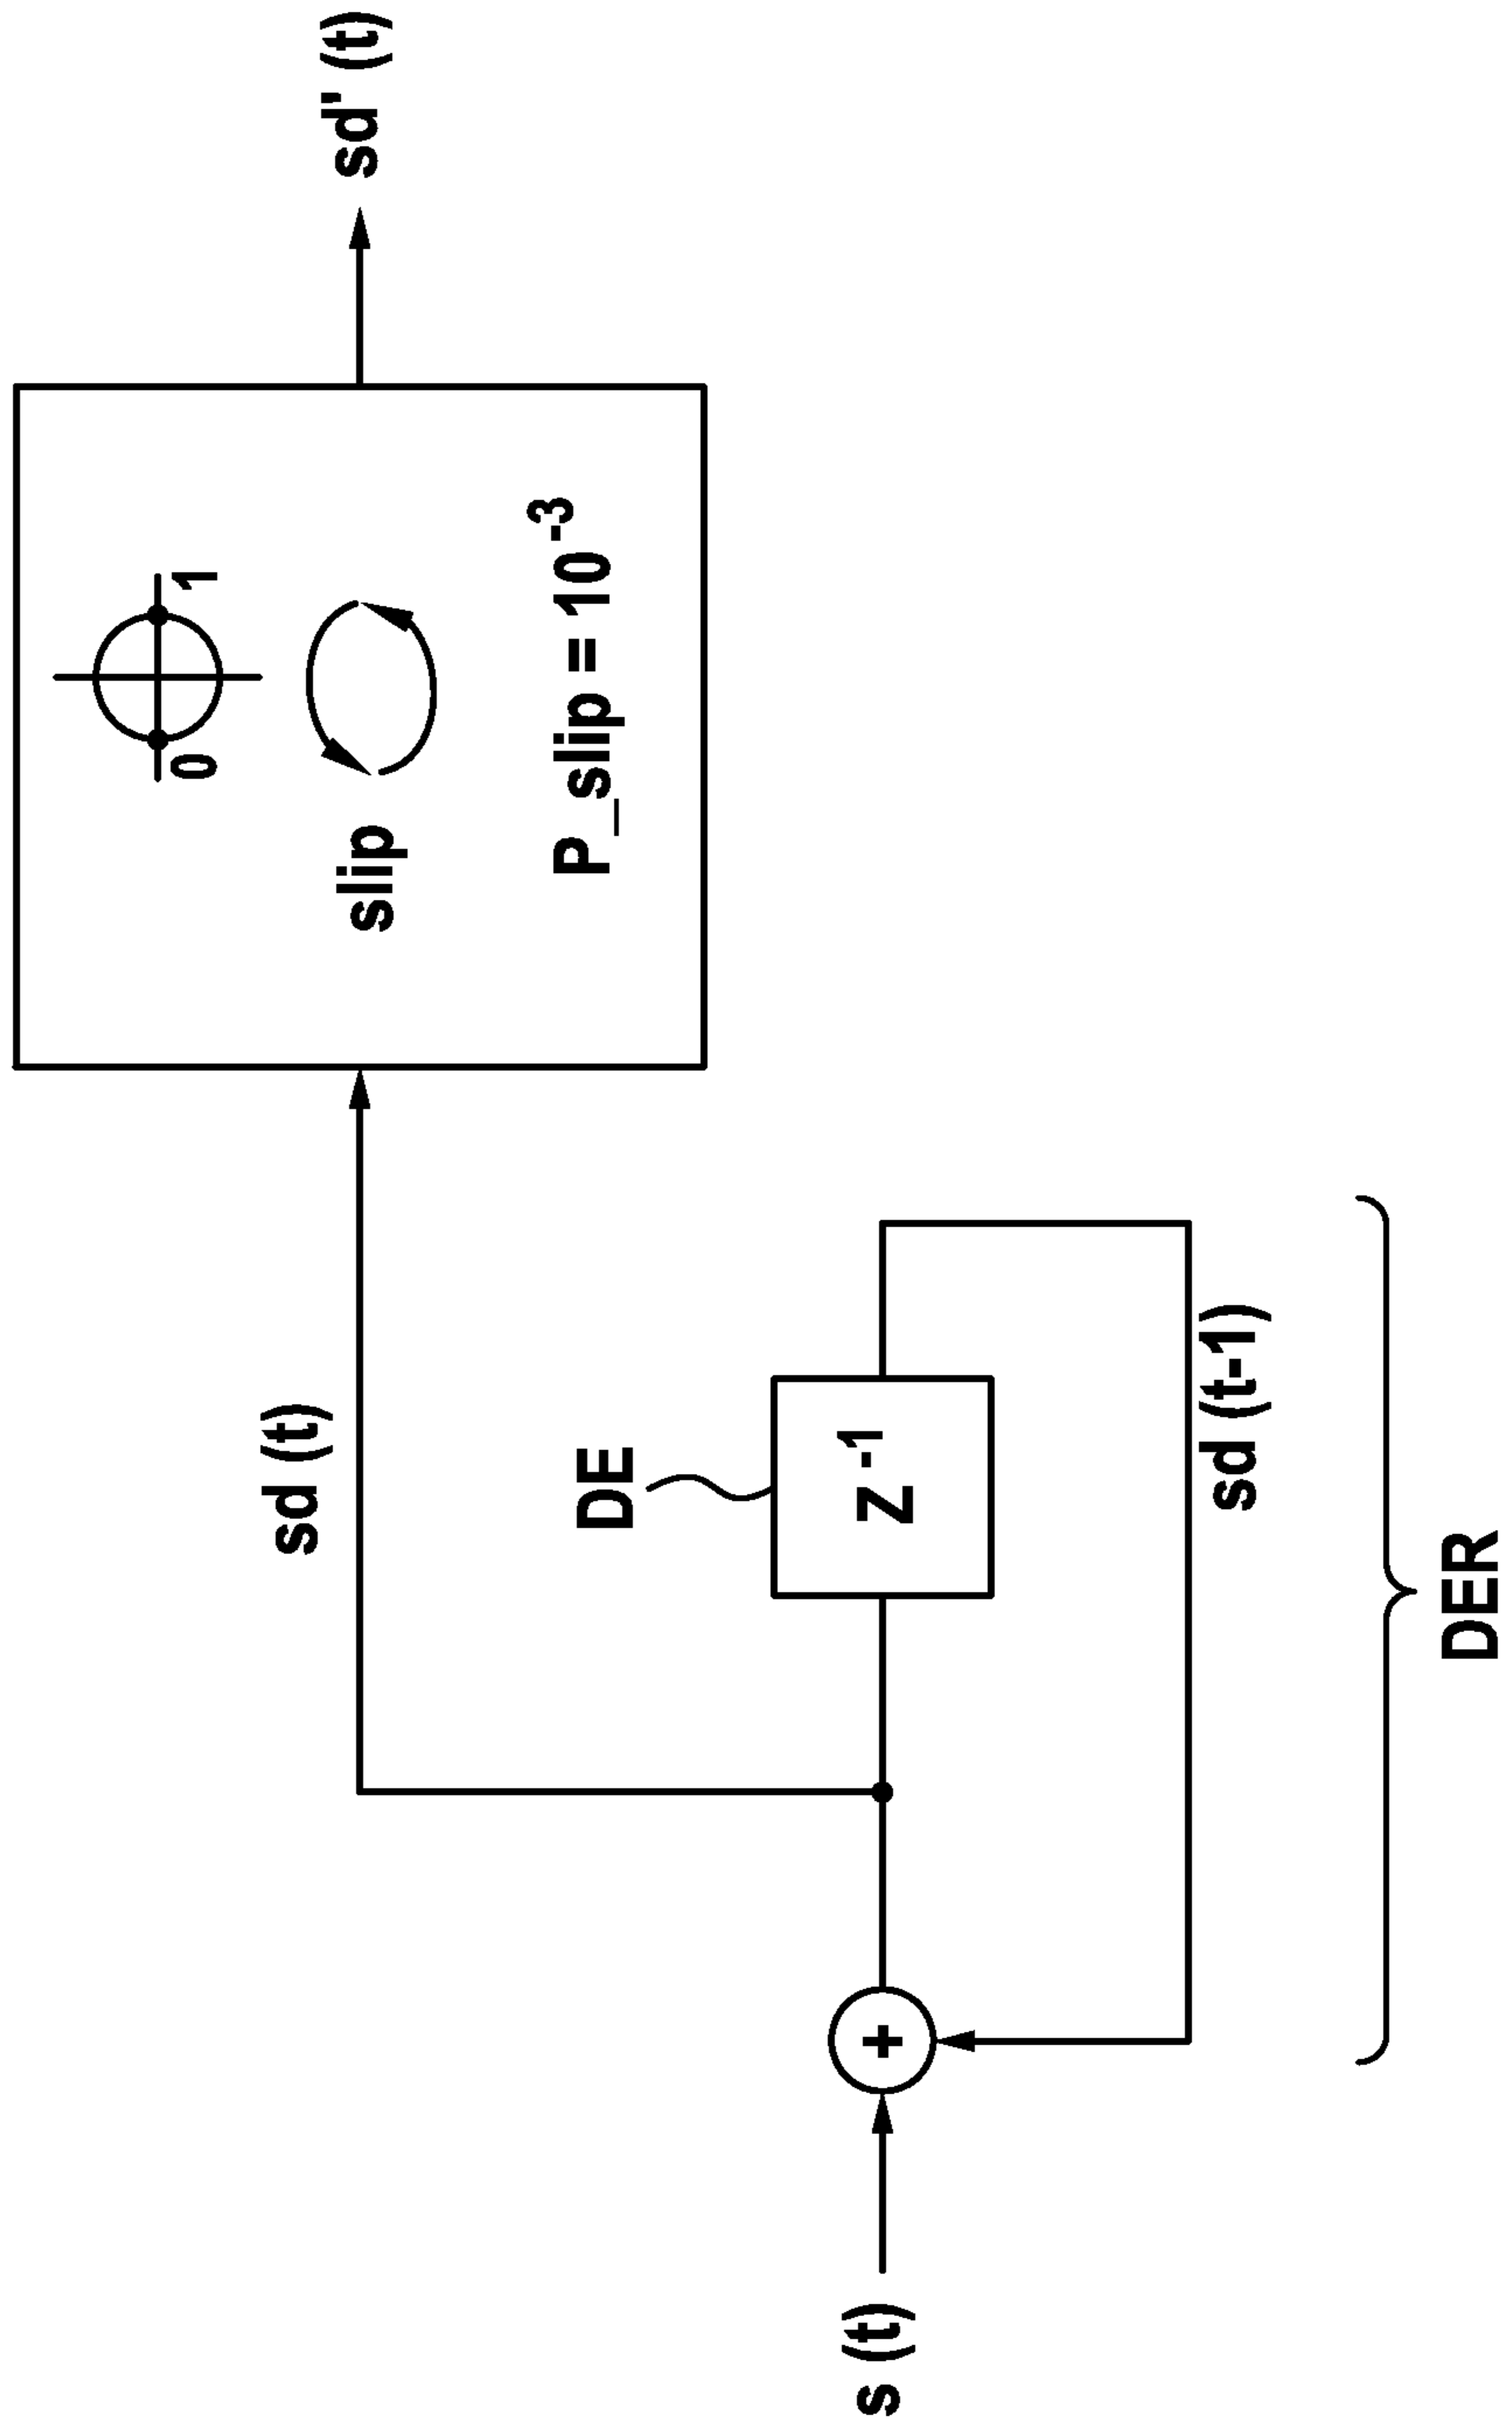 sd (t)
0
1
slip
P_slip = 10⁻³
sd' (t)
DE
s (t)
+
Z⁻¹
sd (t-1)
DER